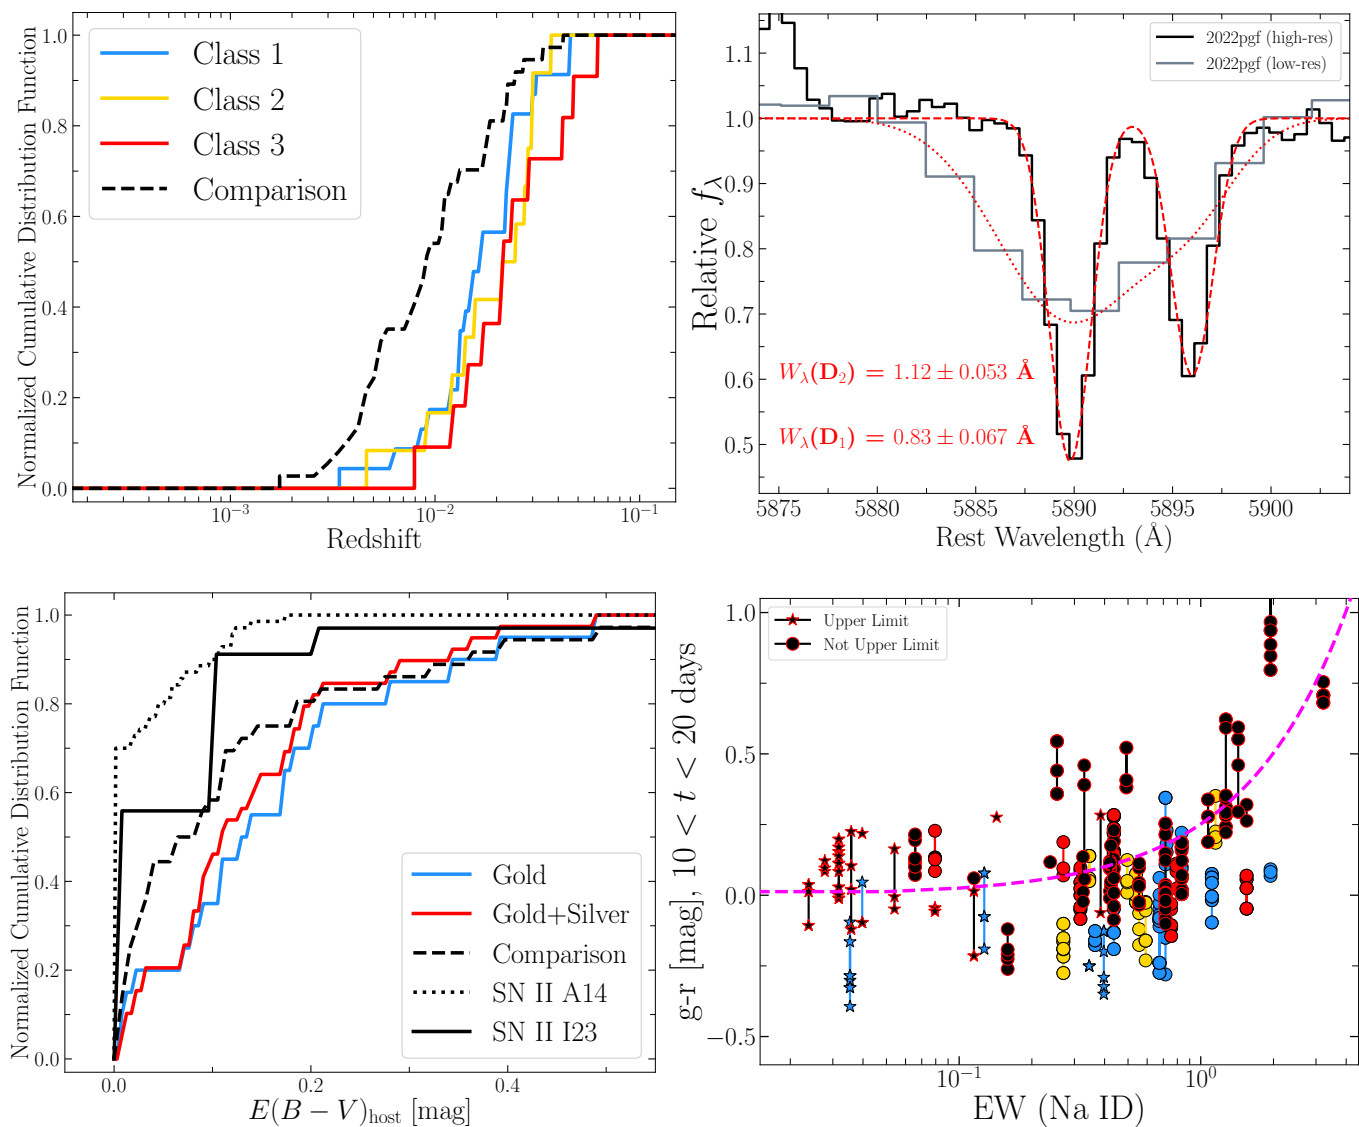 Normalized Cumulative Distribution Function
1.0
0.8
0.6
0.4
0.2
0.0
Class 1
Class 2
Class 3
Comparison
10⁻³
10⁻²
10⁻¹
Redshift
Relative f_λ
1.1
1.0
0.9
0.8
0.7
0.6
0.5
2022pgf (high-res)
2022pgf (low-res)
W_λ(D₂) = 1.12 ± 0.053 Å
W_λ(D₁) = 0.83 ± 0.067 Å
5875
5880
5885
5890
5895
5900
Rest Wavelength (Å)
Normalized Cumulative Distribution Function
1.0
0.8
0.6
0.4
0.2
0.0
Gold
Gold+Silver
Comparison
SN II A14
SN II I23
0.0
0.2
0.4
E(B − V)host [mag]
g-r [mag], 10 < t < 20 days
1.0
0.5
0.0
−0.5
Upper Limit
Not Upper Limit
10⁻¹
10⁰
EW (Na ID)